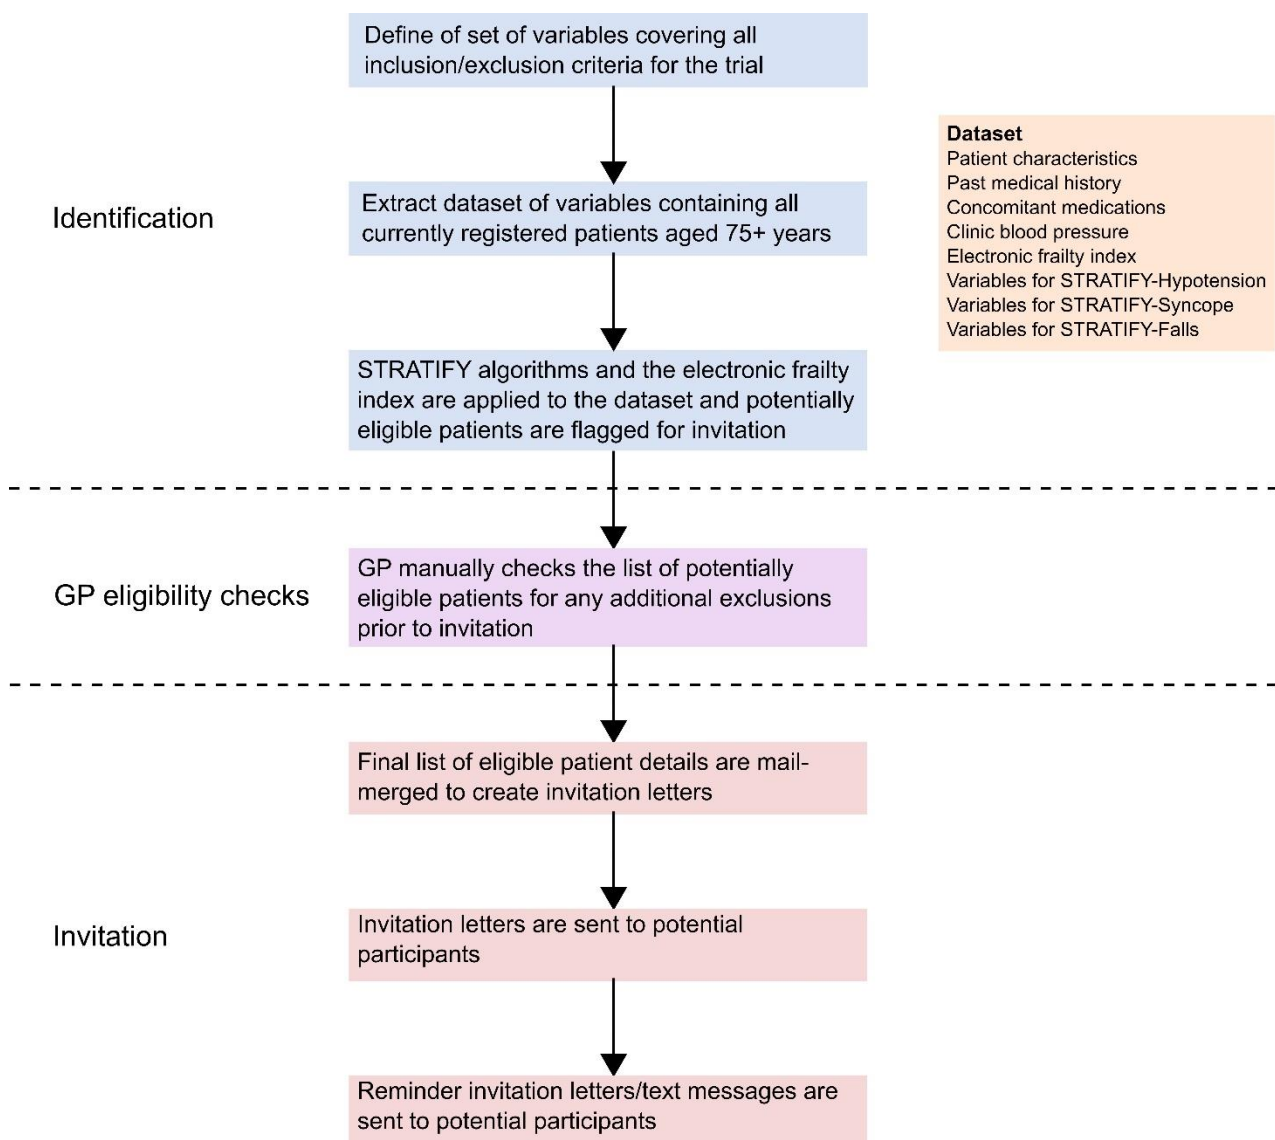 Define of set of variables covering all
inclusion/exclusion criteria for the trial
Dataset
Patient characteristics
Past medical history
Concomitant medications
Clinic blood pressure
Electronic frailty index
Variables for STRATIFY-Hypotension
Variables for STRATIFY-Syncope
Variables for STRATIFY-Falls
Identification
Extract dataset of variables containing all
currently registered patients aged 75+ years
STRATIFY algorithms and the electronic frailty
index are applied to the dataset and potentially
eligible patients are flagged for invitation
GP eligibility checks
GP manually checks the list of potentially
eligible patients for any additional exclusions
prior to invitation
Final list of eligible patient details are mail-
merged to create invitation letters
Invitation
Invitation letters are sent to potential
participants
Reminder invitation letters/text messages are
sent to potential participants